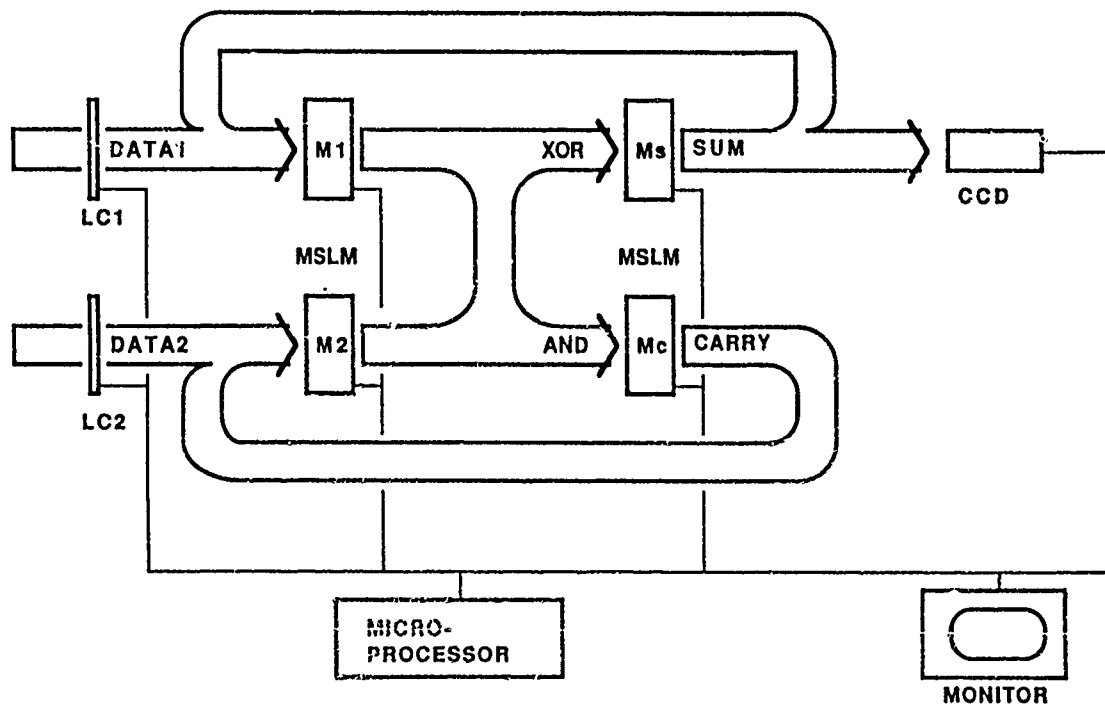 DATA1
M1
XOR
Ms
SUM
LC1
CCD
MSLM
MSLM
DATA2
M2
AND
Mc
CARRY
LC2
MICRO-
PROCESSOR
MONITOR